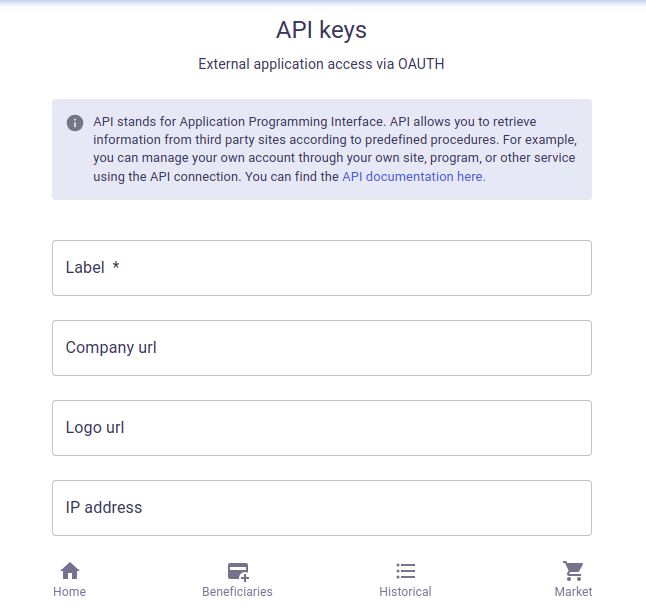 API keys
External application access via OAUTH
API stands for Application Programming Interface. API allows you to retrieve
information from third party sites according to predefined procedures. For example,
you can manage your own account through your own site, program, or other service
using the API connection. You can find the API documentation here.
Label *
Company url
Logo url
IP address
Home
Beneficiaries
Historical
Market